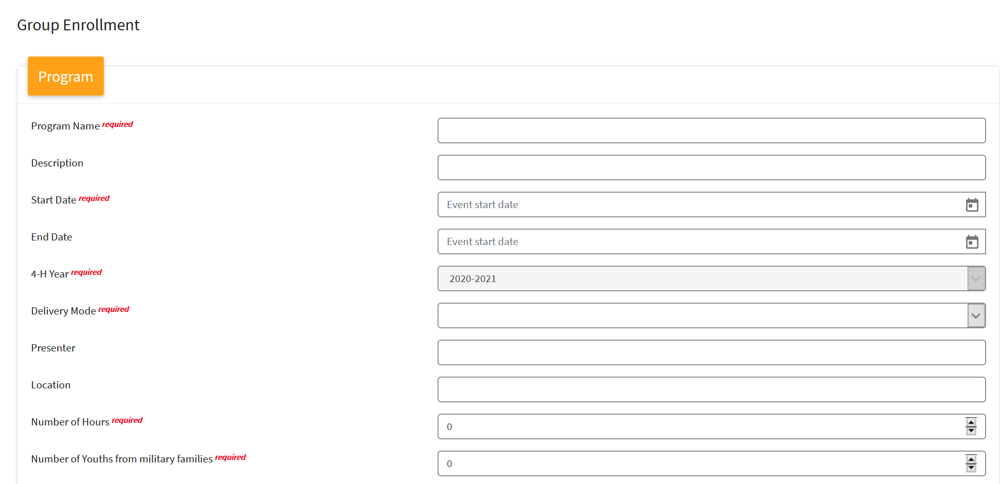 Group Enrollment
Program
Program Name required
Description
Start Date required
Event start date
End Date
Event start date
4-H Year required
2020-2021
Delivery Mode required
Presenter
Location
Number of Hours required
0
Number of Youths from military families required
0